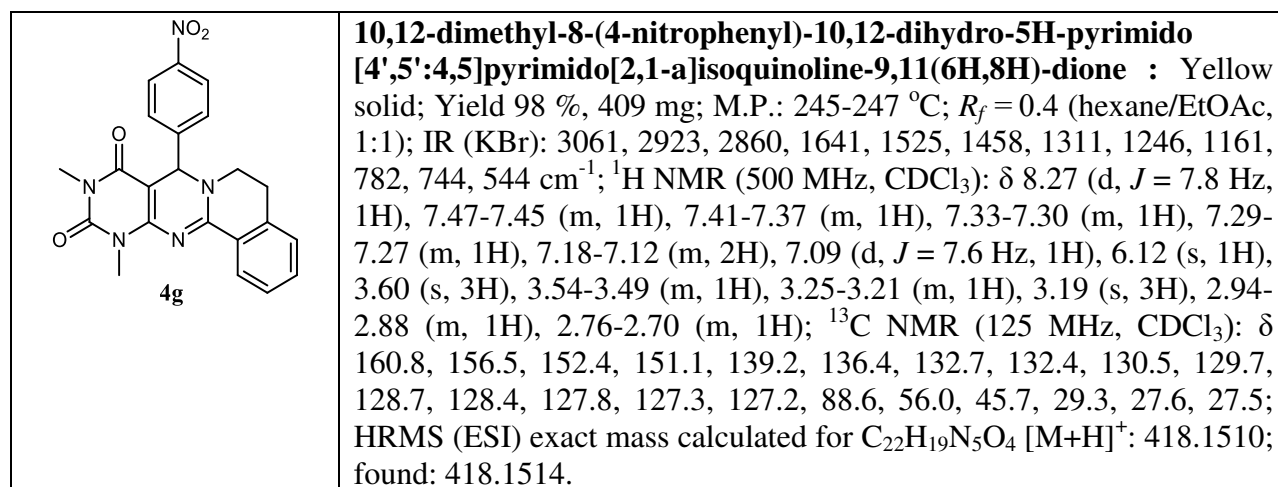 NO₂
O
N
N
O
N
N
4g
10,12-dimethyl-8-(4-nitrophenyl)-10,12-dihydro-5H-pyrimido
[4',5':4,5]pyrimido[2,1-a]isoquinoline-9,11(6H,8H)-dione : Yellow
solid; Yield 98 %, 409 mg; M.P.: 245-247 °C; Rf = 0.4 (hexane/EtOAc,
1:1); IR (KBr): 3061, 2923, 2860, 1641, 1525, 1458, 1311, 1246, 1161,
782, 744, 544 cm⁻¹; ¹H NMR (500 MHz, CDCl₃): δ 8.27 (d, J = 7.8 Hz,
1H), 7.47-7.45 (m, 1H), 7.41-7.37 (m, 1H), 7.33-7.30 (m, 1H), 7.29-
7.27 (m, 1H), 7.18-7.12 (m, 2H), 7.09 (d, J = 7.6 Hz, 1H), 6.12 (s, 1H),
3.60 (s, 3H), 3.54-3.49 (m, 1H), 3.25-3.21 (m, 1H), 3.19 (s, 3H), 2.94-
2.88 (m, 1H), 2.76-2.70 (m, 1H); ¹³C NMR (125 MHz, CDCl₃): δ
160.8, 156.5, 152.4, 151.1, 139.2, 136.4, 132.7, 132.4, 130.5, 129.7,
128.7, 128.4, 127.8, 127.3, 127.2, 88.6, 56.0, 45.7, 29.3, 27.6, 27.5;
HRMS (ESI) exact mass calculated for C₂₂H₁₉N₅O₄ [M+H]⁺: 418.1510;
found: 418.1514.